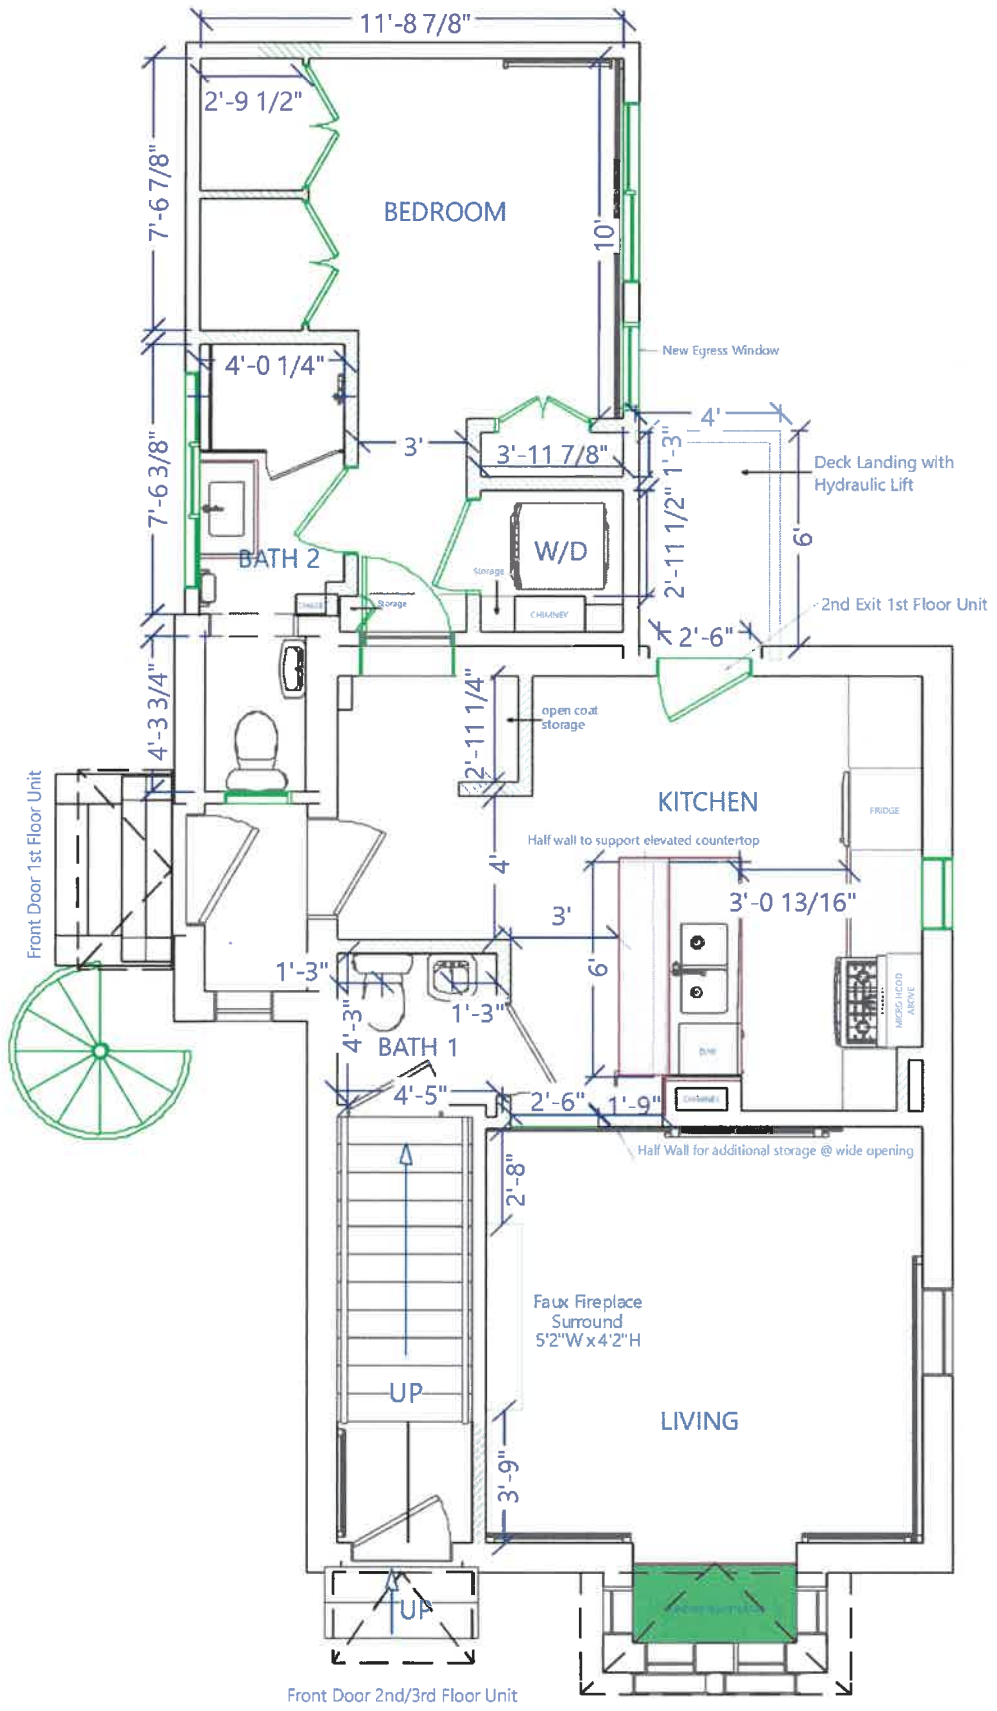 11'-8 7/8"
2'-9 1/2"
7'-6 7/8"
BEDROOM
10'
New Egress Window
4'-0 1/4"
4'
3'
3'-11 7/8"
1'-3"
Deck Landing with
Hydraulic Lift
7'-6 3/8"
2'-11 1/2"
6'
W/D
BATH 2
Storage
Storage
CHIMNEY
2nd Exit 1st Floor Unit
2'-6"
4'-3 3/4"
2'-11 1/4"
open coat
storage
KITCHEN
FRIDGE
Front Door 1st Floor Unit
Half wall to support elevated countertop
4'
3'-0 13/16"
3'
6'
1'-3"
1'-3"
4'-3"
MICRO HOOD
ABOVE
BATH 1
D/W
4'-5"
2'-6"
1'-9"
CHIMNEY
Half Wall for additional storage @ wide opening
2'-8"
Faux Fireplace
Surround
5'2"W x 4'2"H
UP
LIVING
3'-9"
UP
Front Door 2nd/3rd Floor Unit